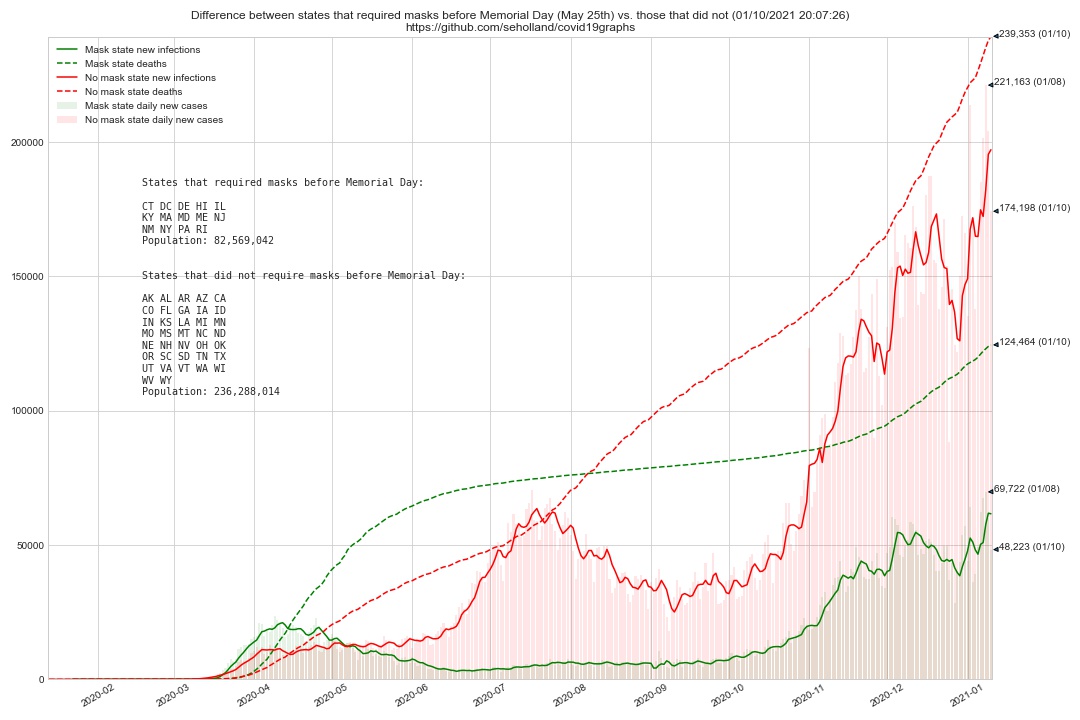 Difference between states that required masks before Memorial Day (May 25th) vs. those that did not (01/10/2021 20:07:26)
https://github.com/seholland/covid19graphs
Mask state new infections
Mask state deaths
No mask state new infections
No mask state deaths
Mask state daily new cases
No mask state daily new cases
States that required masks before Memorial Day:
CT DC DE HI IL
KY MA MD ME NJ
NM NY PA RI
Population: 82,569,042
States that did not require masks before Memorial Day:
AK AL AR AZ CA
CO FL GA IA ID
IN KS LA MI MN
MO MS MT NC ND
NE NH NV OH OK
OR SC SD TN TX
UT VA VT WA WI
WV WY
Population: 236,288,014
239,353 (01/10)
221,163 (01/08)
174,198 (01/10)
124,464 (01/10)
69,722 (01/08)
48,223 (01/10)
200000
150000
100000
50000
0
2020-02
2020-03
2020-04
2020-05
2020-06
2020-07
2020-08
2020-09
2020-10
2020-11
2020-12
2021-01